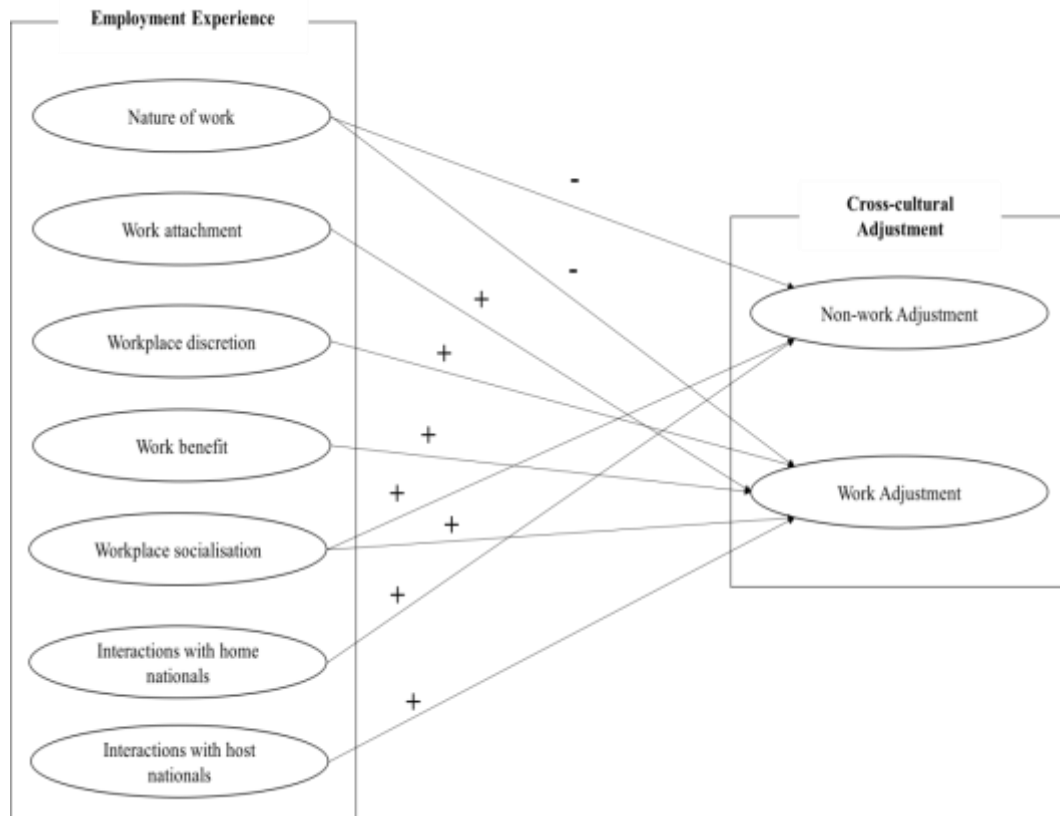 Employment Experience
Nature of work
Work attachment
Workplace discretion
Work benefit
Workplace socialisation
Interactions with home
nationals
Interactions with host
nationals
-
-
+
+
+
+
+
+
+
Cross-cultural
Adjustment
Non-work Adjustment
Work Adjustment